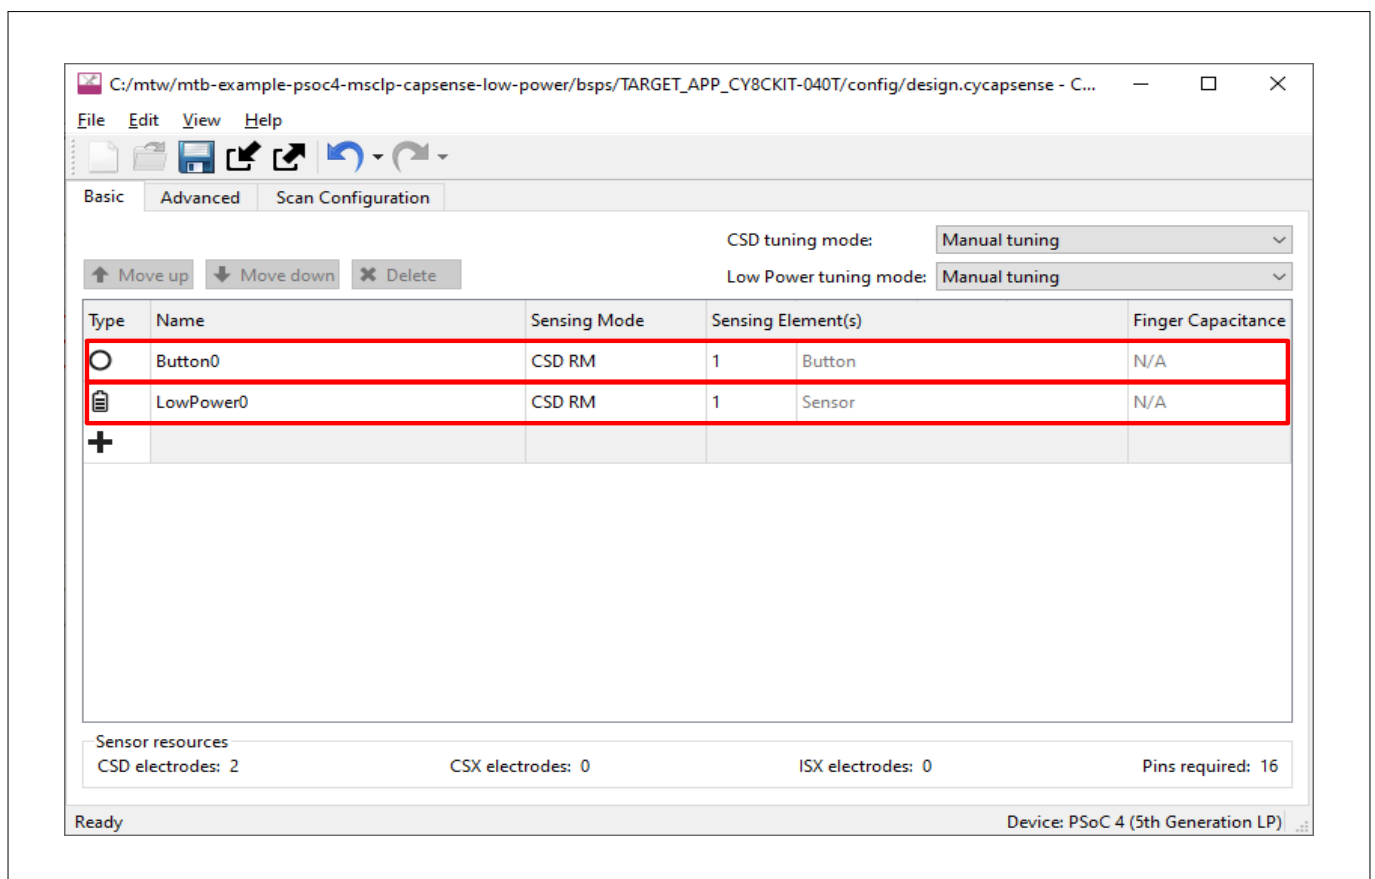 C:/mtw/mtb-example-psoc4-msclp-capsense-low-power/bsps/TARGET_APP_CY8CKIT-040T/config/design.cycapsense - C...
File Edit View Help
Basic Advanced Scan Configuration
CSD tuning mode: Manual tuning
Move up Move down Delete
Low Power tuning mode: Manual tuning
Type Name Sensing Mode Sensing Element(s) Finger Capacitance
Button0 CSD RM 1 Button N/A
LowPower0 CSD RM 1 Sensor N/A
Sensor resources
CSD electrodes: 2 CSX electrodes: 0 ISX electrodes: 0 Pins required: 16
Ready Device: PSoC 4 (5th Generation LP)